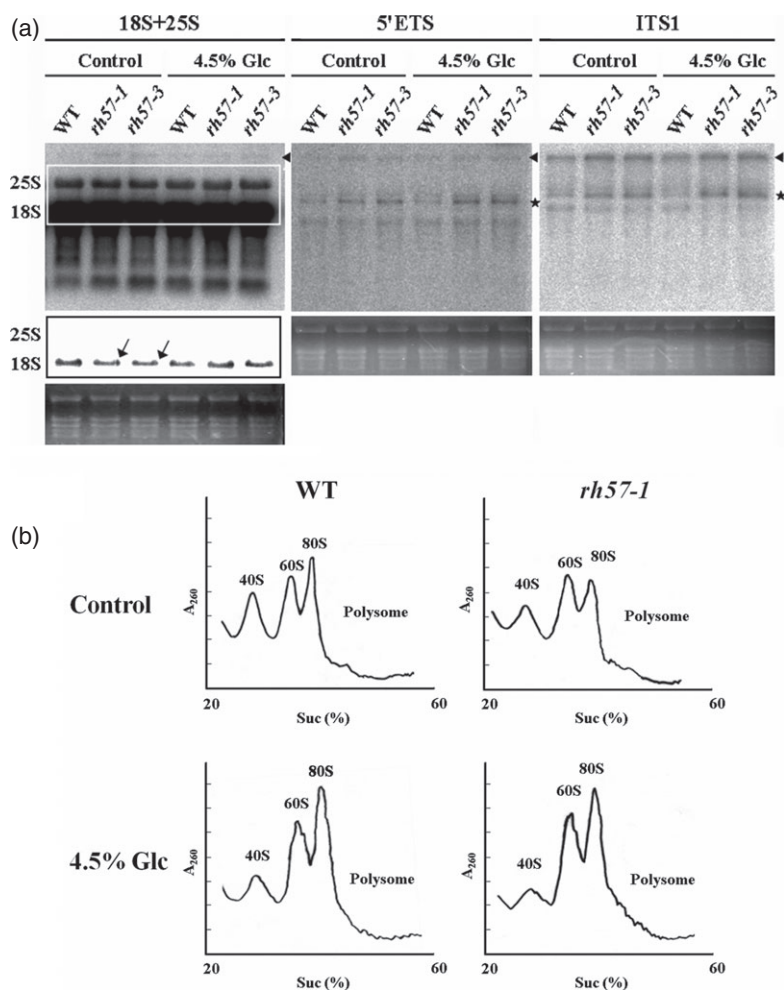 (a)
18S+25S 5'ETS ITS1
Control 4.5% Glc Control 4.5% Glc Control 4.5% Glc
WT rh57-1 rh57-3 WT rh57-1 rh57-3 WT rh57-1 rh57-3 WT rh57-1 rh57-3 WT rh57-1 rh57-3 WT rh57-1 rh57-3
25S
18S
25S
18S
(b)
WT rh57-1
Control
A260
40S 60S 80S
Polysome
20 60
Suc (%)
A260
40S 60S 80S
Polysome
20 60
Suc (%)
4.5% Glc
A260
40S 60S 80S
Polysome
20 60
Suc (%)
A260
40S 60S 80S
Polysome
20 60
Suc (%)